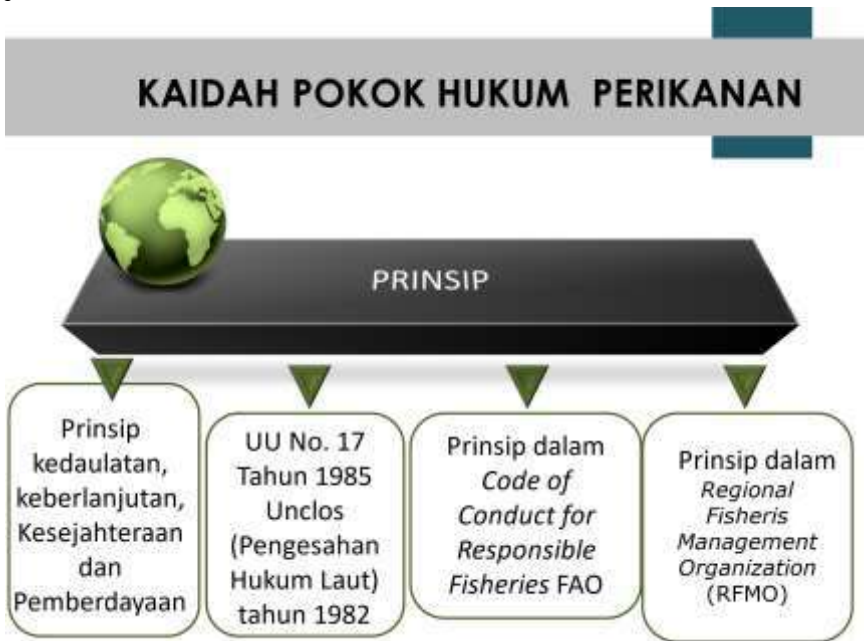 KAIDAH POKOK HUKUM PERIKANAN
PRINSIP
Prinsip
kedaulatan,
keberlanjutan,
Kesejahteraan
dan
Pemberdayaan
UU No. 17
Tahun 1985
Unclos
(Pengesahan
Hukum Laut)
tahun 1982
Prinsip dalam
Code of
Conduct for
Responsible
Fisheries FAO
Prinsip dalam
Regional
Fisheris
Management
Organization
(RFMO)